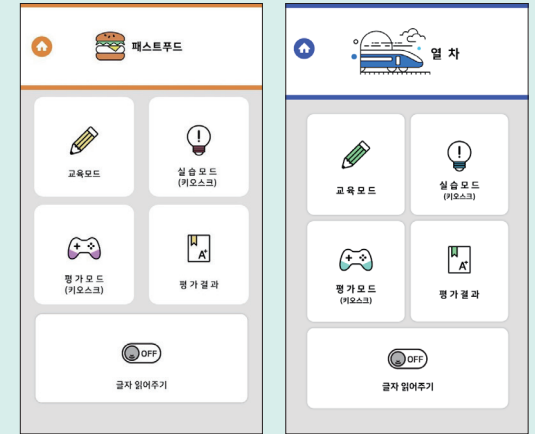 패스트푸드
교육모드
실습모드
(키오스크)
평가모드
(키오스크)
A+
평가결과
OFF
글자 읽어주기
열 차
교육모드
실습모드
(키오스크)
평가모드
(키오스크)
A+
평가결과
OFF
글자 읽어주기